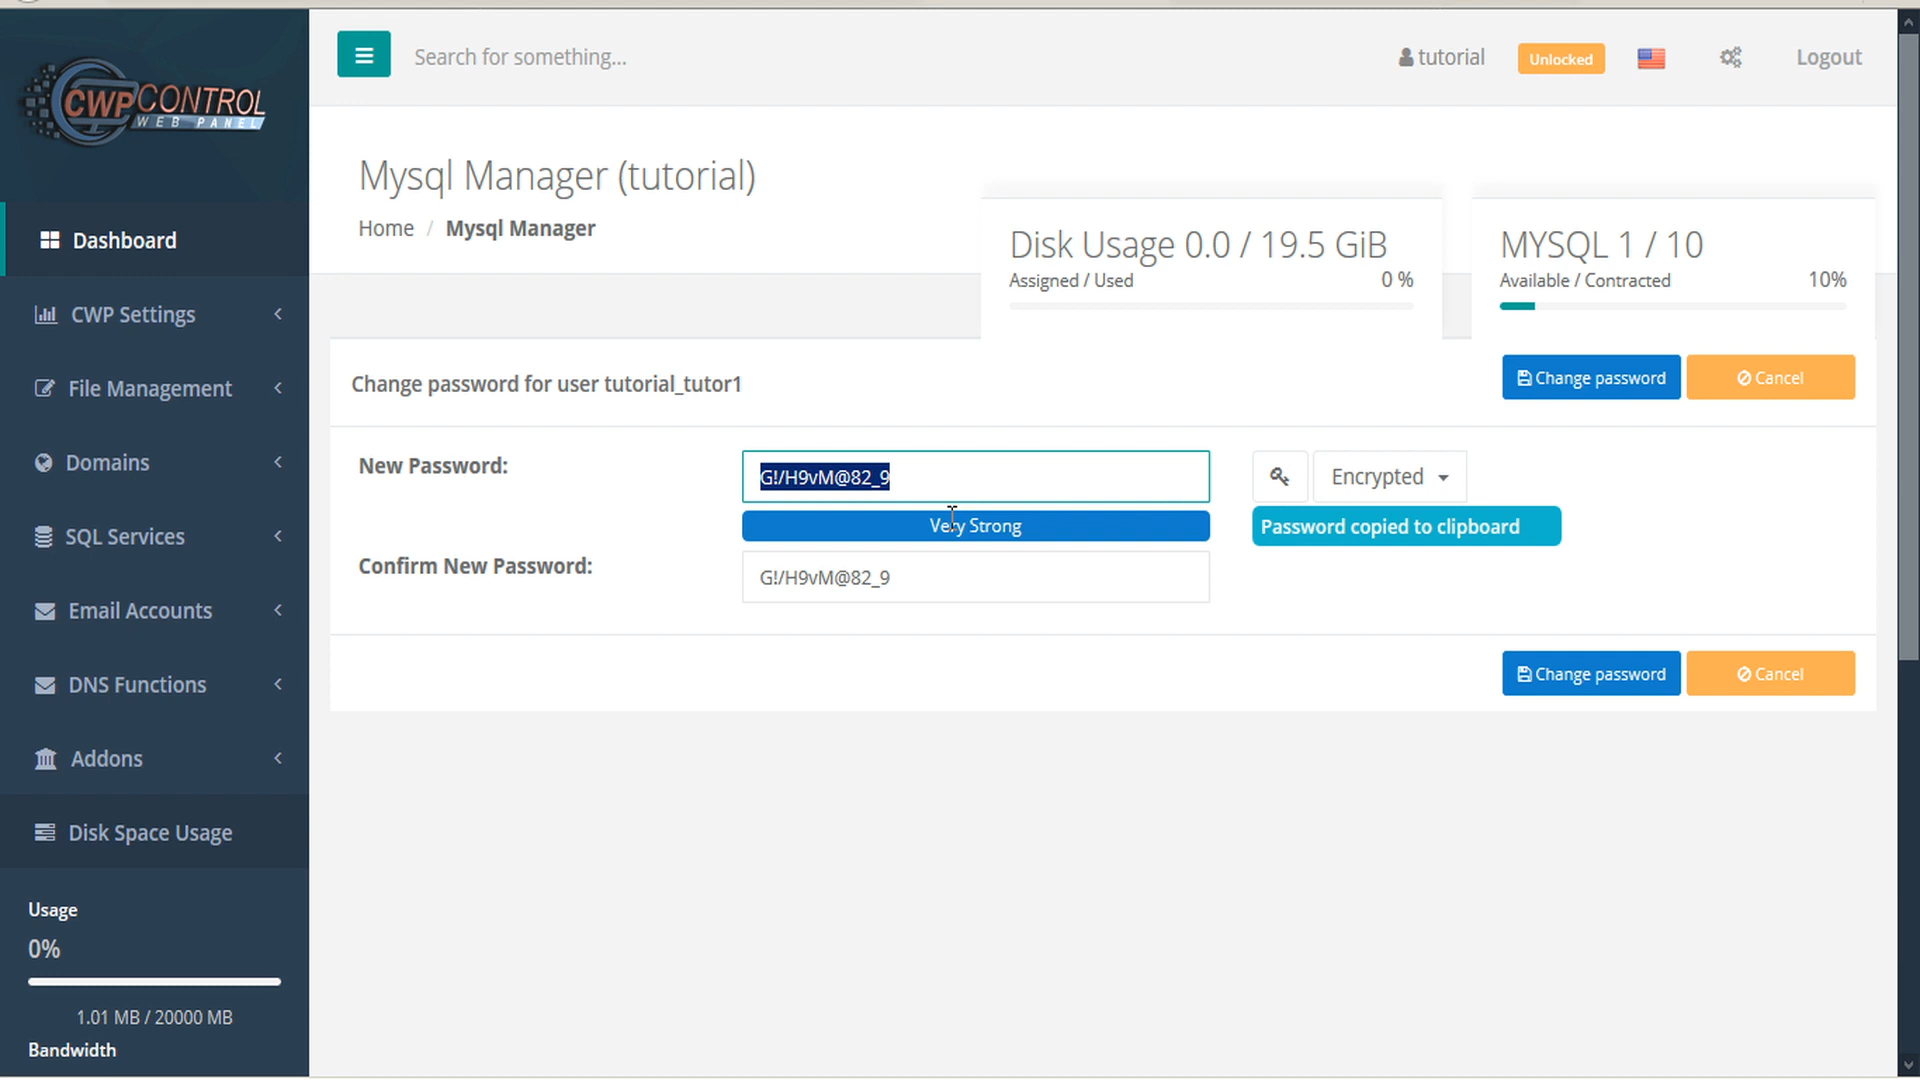 CWP CONTROL
WEB PANEL
Search for something...
tutorial
Unlocked
Logout
Mysql Manager (tutorial)
Home / Mysql Manager
Disk Usage 0.0 / 19.5 GiB
Assigned / Used
0 %
MYSQL 1 / 10
Available / Contracted
10%
Dashboard
CWP Settings
File Management
Domains
SQL Services
Email Accounts
DNS Functions
Addons
Disk Space Usage
Usage
0%
1.01 MB / 20000 MB
Bandwidth
Change password for user tutorial_tutor1
Change password
Cancel
New Password:
G!/H9vM@82_9
Encrypted
Very Strong
Password copied to clipboard
Confirm New Password:
G!/H9vM@82_9
Change password
Cancel